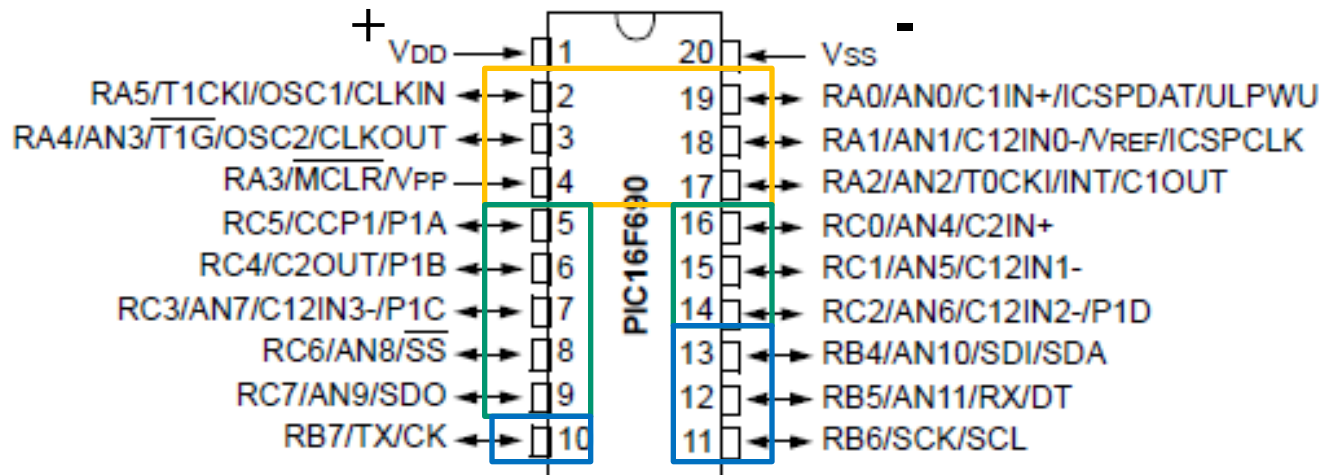 + -
VDD 1 20 VSS
RA5/T1CKI/OSC1/CLKIN 2 19 RA0/AN0/C1IN+/ICSPDAT/ULPWU
RA4/AN3/T1G/OSC2/CLKOUT 3 18 RA1/AN1/C12IN0-/VREF/ICSPCLK
RA3/MCLR/VPP 4 17 RA2/AN2/T0CKI/INT/C1OUT
RC5/CCP1/P1A 5 16 RC0/AN4/C2IN+
RC4/C2OUT/P1B 6 15 RC1/AN5/C12IN1-
RC3/AN7/C12IN3-/P1C 7 14 RC2/AN6/C12IN2-/P1D
RC6/AN8/SS 8 13 RB4/AN10/SDI/SDA
RC7/AN9/SDO 9 12 RB5/AN11/RX/DT
RB7/TX/CK 10 11 RB6/SCK/SCL
PIC16F690